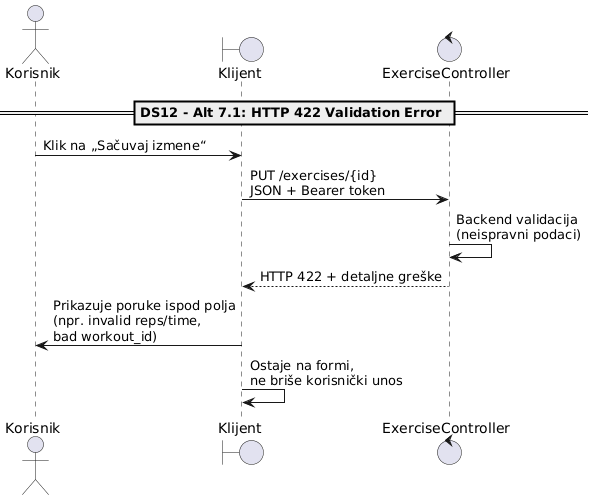 Korisnik
Klijent
ExerciseController
DS12 - Alt 7.1: HTTP 422 Validation Error
Klik na „Sačuvaj izmene“
PUT /exercises/{id}
JSON + Bearer token
Backend validacija
(neispravni podaci)
HTTP 422 + detaljne greške
Prikazuje poruke ispod polja
(npr. invalid reps/time,
bad workout_id)
Ostaje na formi,
ne briše korisnički unos
Korisnik
Klijent
ExerciseController